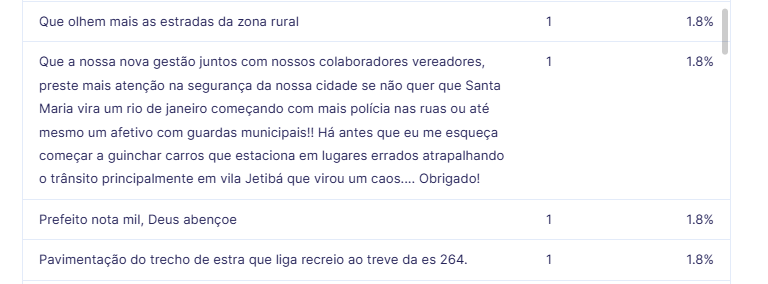 Que olhem mais as estradas da zona rural 1 1.8%
Que a nossa nova gestão juntos com nossos colaboradores vereadores, 1 1.8%
preste mais atenção na segurança da nossa cidade se não quer que Santa
Maria vira um rio de janeiro começando com mais polícia nas ruas ou até
mesmo um afetivo com guardas municipais!! Há antes que eu me esqueça
começar a guinchar carros que estaciona em lugares errados atrapalhando
o trânsito principalmente em vila Jetibá que virou um caos.... Obrigado!
Prefeito nota mil, Deus abençoe 1 1.8%
Pavimentação do trecho de estra que liga recreio ao treve da es 264. 1 1.8%